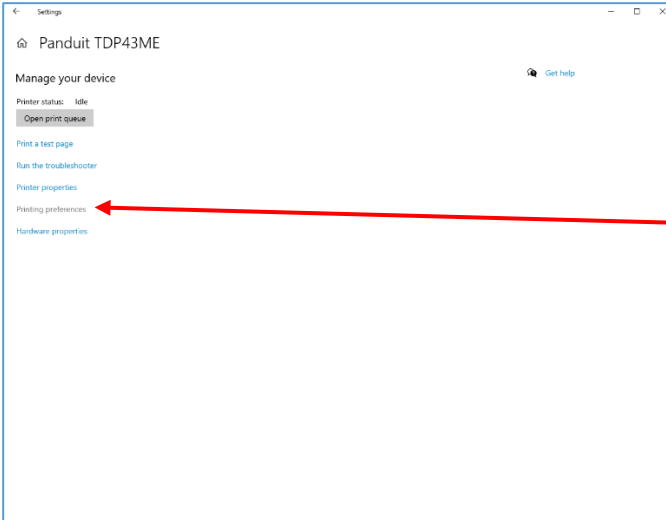 Settings
Panduit TDP43ME
Manage your device
Get help
Printer status: Idle
Open print queue
Print a test page
Run the troubleshooter
Printer properties
Printing preferences
Hardware properties